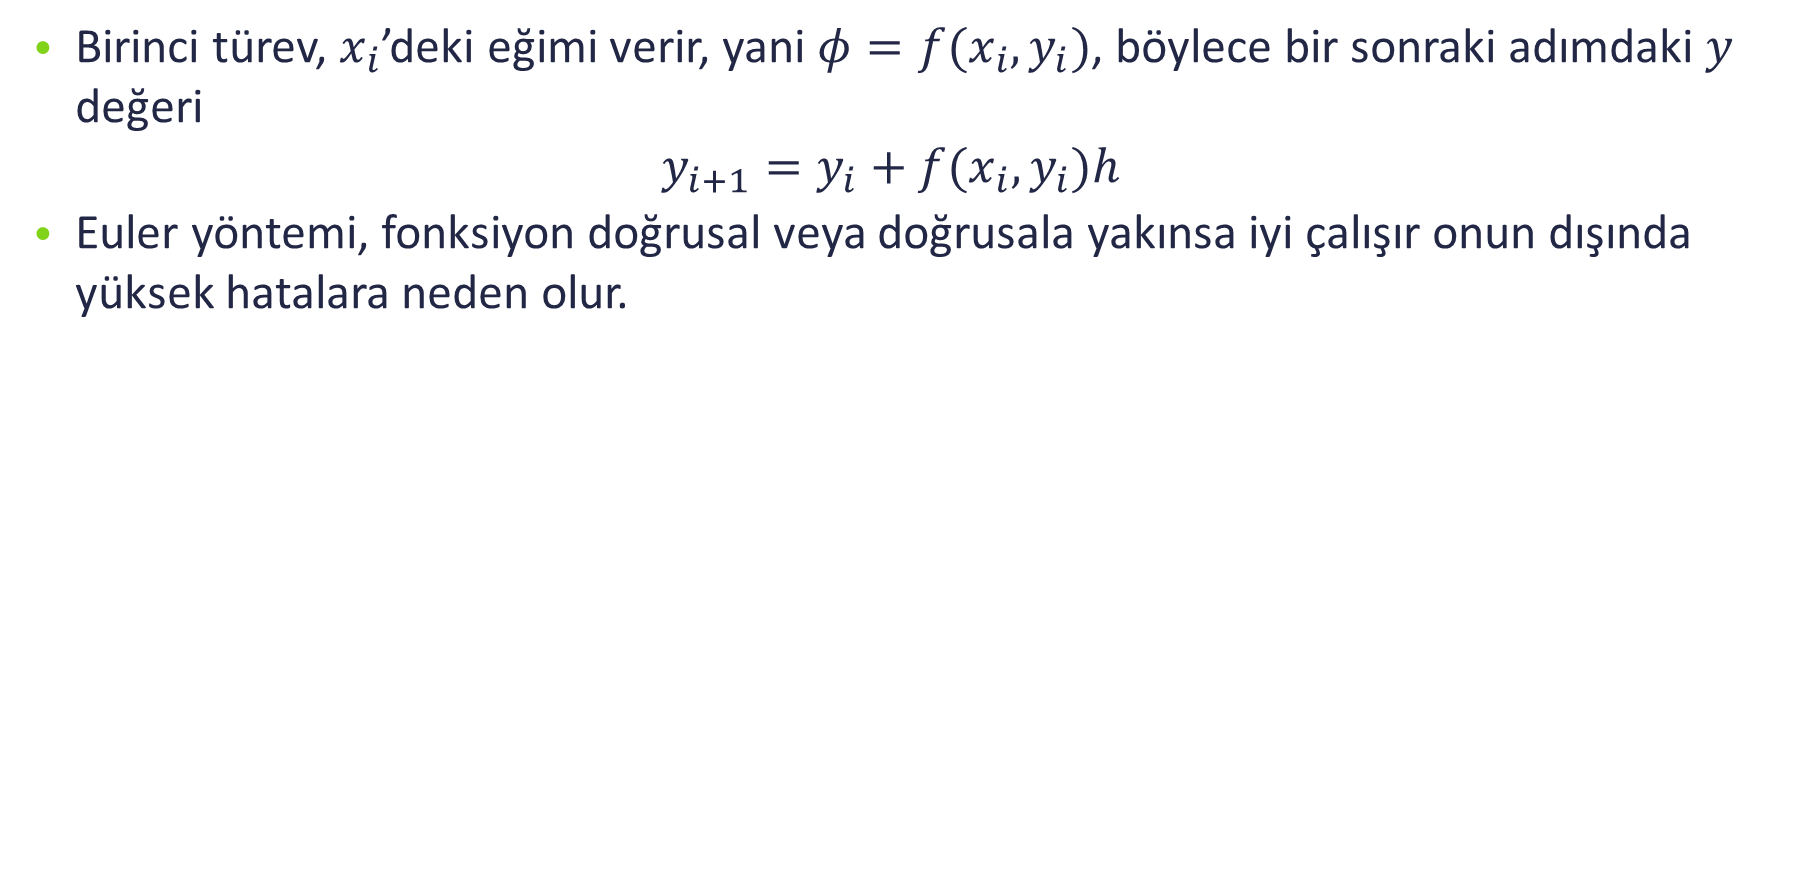 • Birinci türev, 𝑥ᵢ’deki eğimi verir, yani 𝜙 = 𝑓(𝑥ᵢ, 𝑦ᵢ), böylece bir sonraki adımdaki 𝑦
değeri
𝑦ᵢ₊₁ = 𝑦ᵢ + 𝑓(𝑥ᵢ, 𝑦ᵢ)ℎ
• Euler yöntemi, fonksiyon doğrusal veya doğrusala yakınsa iyi çalışır onun dışında
yüksek hatalara neden olur.